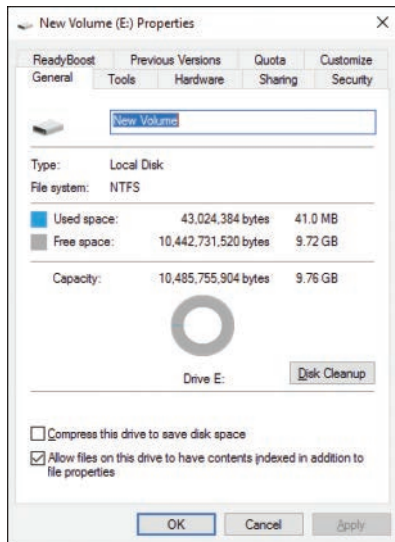 New Volume (E:) Properties
ReadyBoost Previous Versions Quota Customize
General Tools Hardware Sharing Security
New Volume
Type: Local Disk
File system: NTFS
Used space: 43,024,384 bytes 41.0 MB
Free space: 10,442,731,520 bytes 9.72 GB
Capacity: 10,485,755,904 bytes 9.76 GB
Drive E: Disk Cleanup
Compress this drive to save disk space
Allow files on this drive to have contents indexed in addition to
file properties
OK Cancel Apply